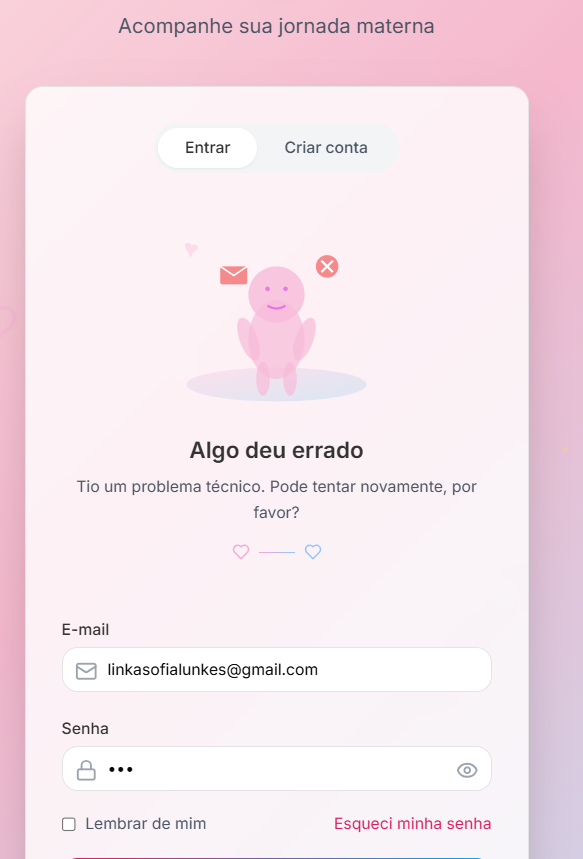 Acompanhe sua jornada materna
Entrar
Criar conta
Algo deu errado
Tio um problema técnico. Pode tentar novamente, por
favor?
E-mail
linkasofialunkes@gmail.com
Senha
•••
Lembrar de mim
Esqueci minha senha